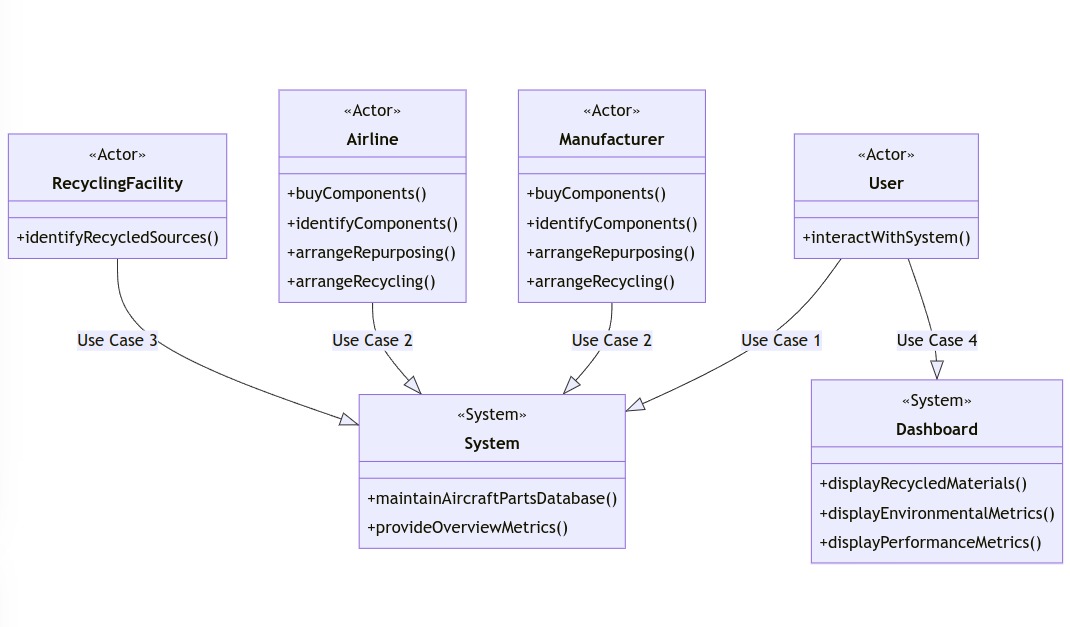 «Actor»
RecyclingFacility
+identifyRecycledSources()
«Actor»
Airline
+buyComponents()
+identifyComponents()
+arrangeRepurposing()
+arrangeRecycling()
«Actor»
Manufacturer
+buyComponents()
+identifyComponents()
+arrangeRepurposing()
+arrangeRecycling()
«Actor»
User
+interactWithSystem()
Use Case 3
Use Case 2
Use Case 2
Use Case 1
Use Case 4
«System»
System
+maintainAircraftPartsDatabase()
+provideOverviewMetrics()
«System»
Dashboard
+displayRecycledMaterials()
+displayEnvironmentalMetrics()
+displayPerformanceMetrics()